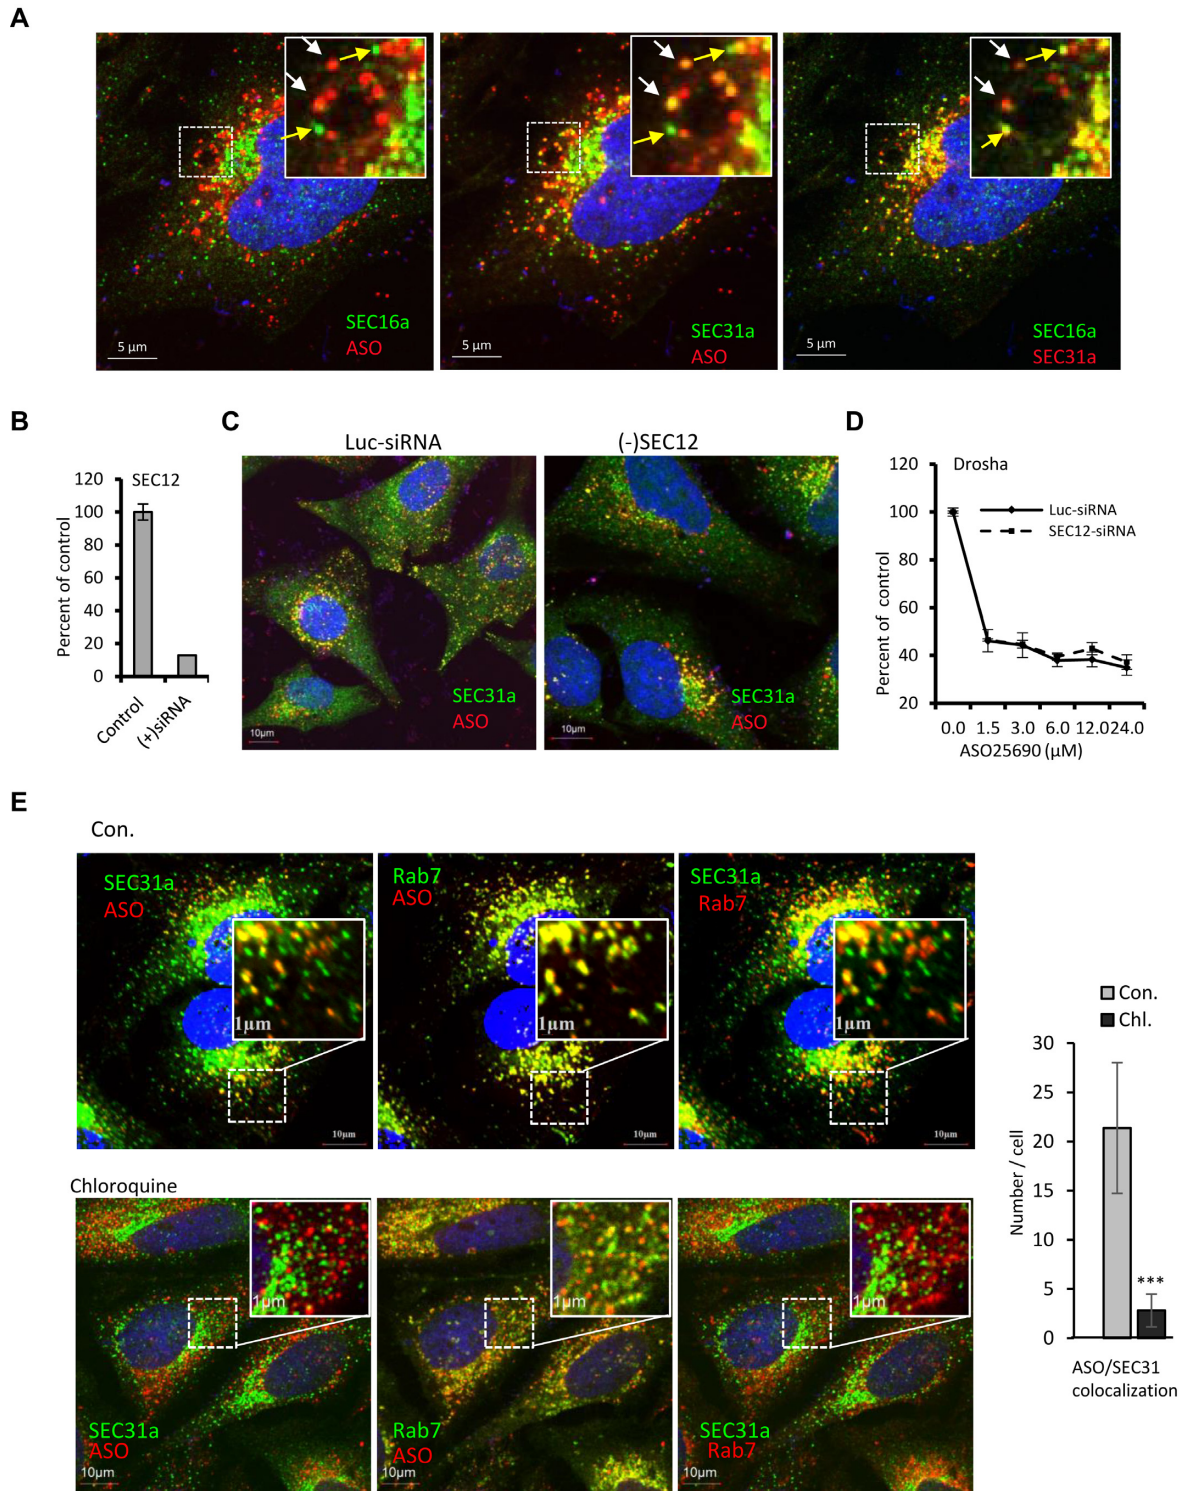 A
SEC16a
ASO
5 µm
SEC31a
ASO
5 µm
SEC16a
SEC31a
5 µm
B
SEC12
Percent of control
120
100
80
60
40
20
0
Control
(+)siRNA
C
Luc-siRNA
(-)SEC12
SEC31a
ASO
10µm
SEC31a
ASO
10µm
D
Drosha
Luc-siRNA
SEC12-siRNA
Percent of control
120
100
80
60
40
20
0.0 1.5 3.0 6.0 12.0 24.0
ASO25690 (µM)
E
Con.
SEC31a
ASO
1µm
10µm
Rab7
ASO
1µm
10µm
SEC31a
Rab7
1µm
10µm
Chloroquine
1µm
SEC31a
ASO
10µm
1µm
Rab7
ASO
10µm
1µm
SEC31a
Rab7
10µm
Con.
Chl.
Number / cell
30
25
20
15
10
5
0
***
ASO/SEC31
colocalization